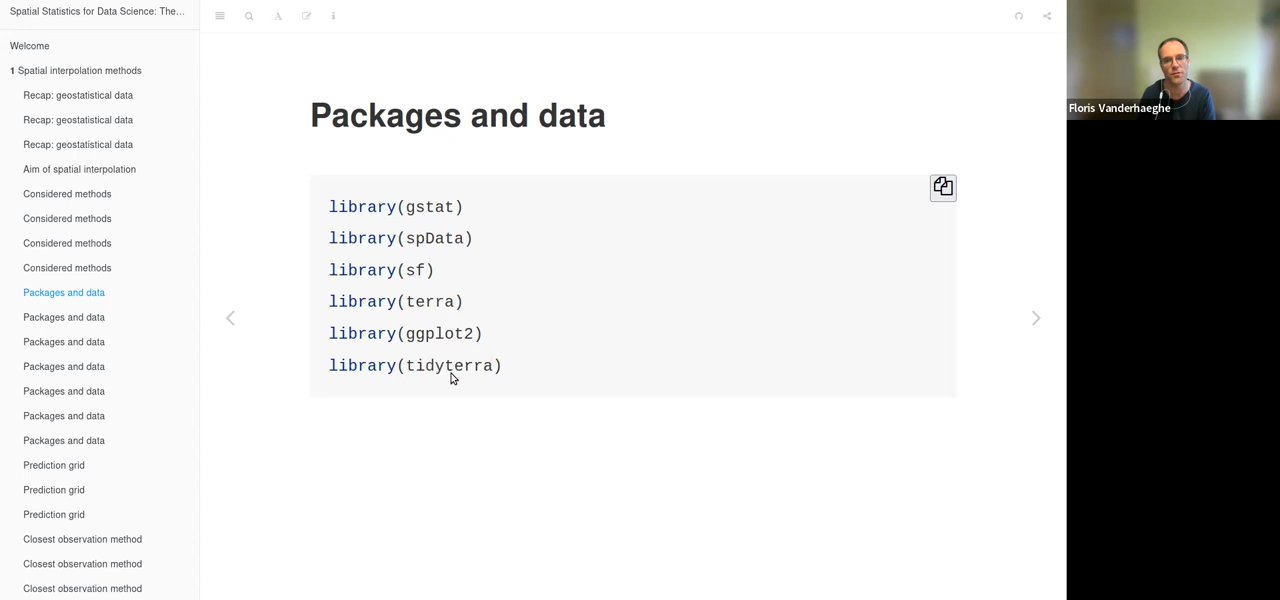 Spatial Statistics for Data Science: The…
Welcome
1 Spatial interpolation methods
Recap: geostatistical data
Recap: geostatistical data
Recap: geostatistical data
Aim of spatial interpolation
Considered methods
Considered methods
Considered methods
Considered methods
Packages and data
Packages and data
Packages and data
Packages and data
Packages and data
Packages and data
Packages and data
Prediction grid
Prediction grid
Prediction grid
Closest observation method
Closest observation method
Closest observation method
Packages and data
library(gstat)
library(spData)
library(sf)
library(terra)
library(ggplot2)
library(tidyterra)
Floris Vanderhaeghe